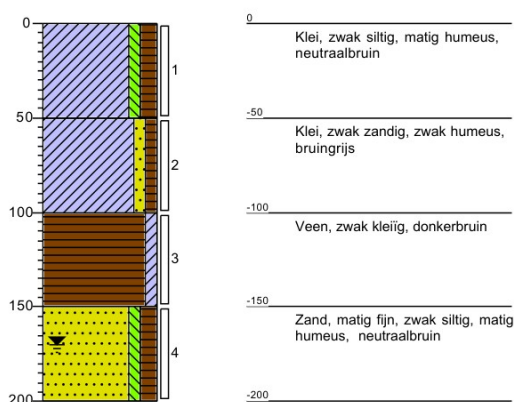 0
0
Klei, zwak siltig, matig humeus,
neutraalbruin
1
50
-50
Klei, zwak zandig, zwak humeus,
bruingrijs
2
100
-100
Veen, zwak kleiïg, donkerbruin
3
150
-150
Zand, matig fijn, zwak siltig, matig
humeus, neutraalbruin
4
200
-200